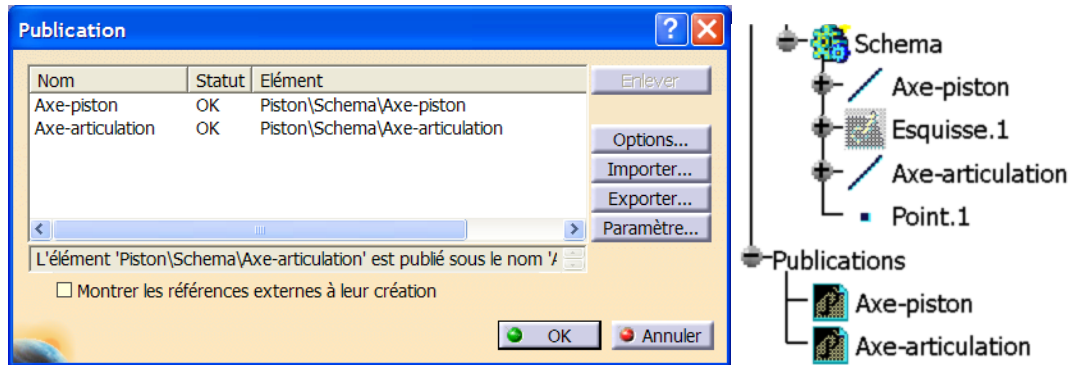 Publication
Nom Statut Elément
Axe-piston OK Piston\Schema\Axe-piston
Axe-articulation OK Piston\Schema\Axe-articulation
Enlever
Options...
Importer...
Exporter...
Paramètre...
L'élément 'Piston\Schema\Axe-articulation' est publié sous le nom '
Montrer les références externes à leur création
OK Annuler
Schema
Axe-piston
Esquisse.1
Axe-articulation
Point.1
Publications
Axe-piston
Axe-articulation